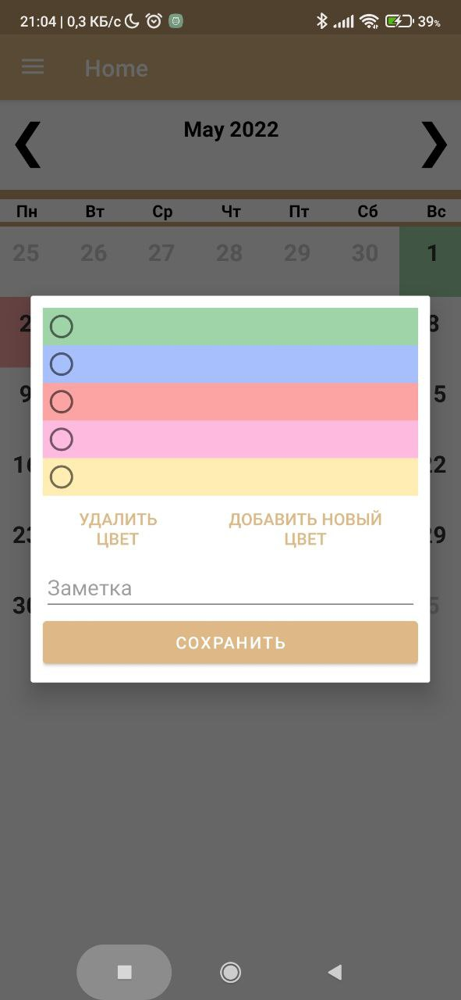 21:04 | 0,3 КБ/с 39%
Home
May 2022
Пн Вт Ср Чт Пт Сб Вс
25 26 27 28 29 30 1
2 8
9 5
22
23 29
30 5
УДАЛИТЬ ЦВЕТ
ДОБАВИТЬ НОВЫЙ ЦВЕТ
Заметка
СОХРАНИТЬ